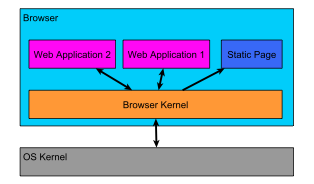 Browser
Web Application 2
Web Application 1
Static Page
Browser Kernel
OS Kernel